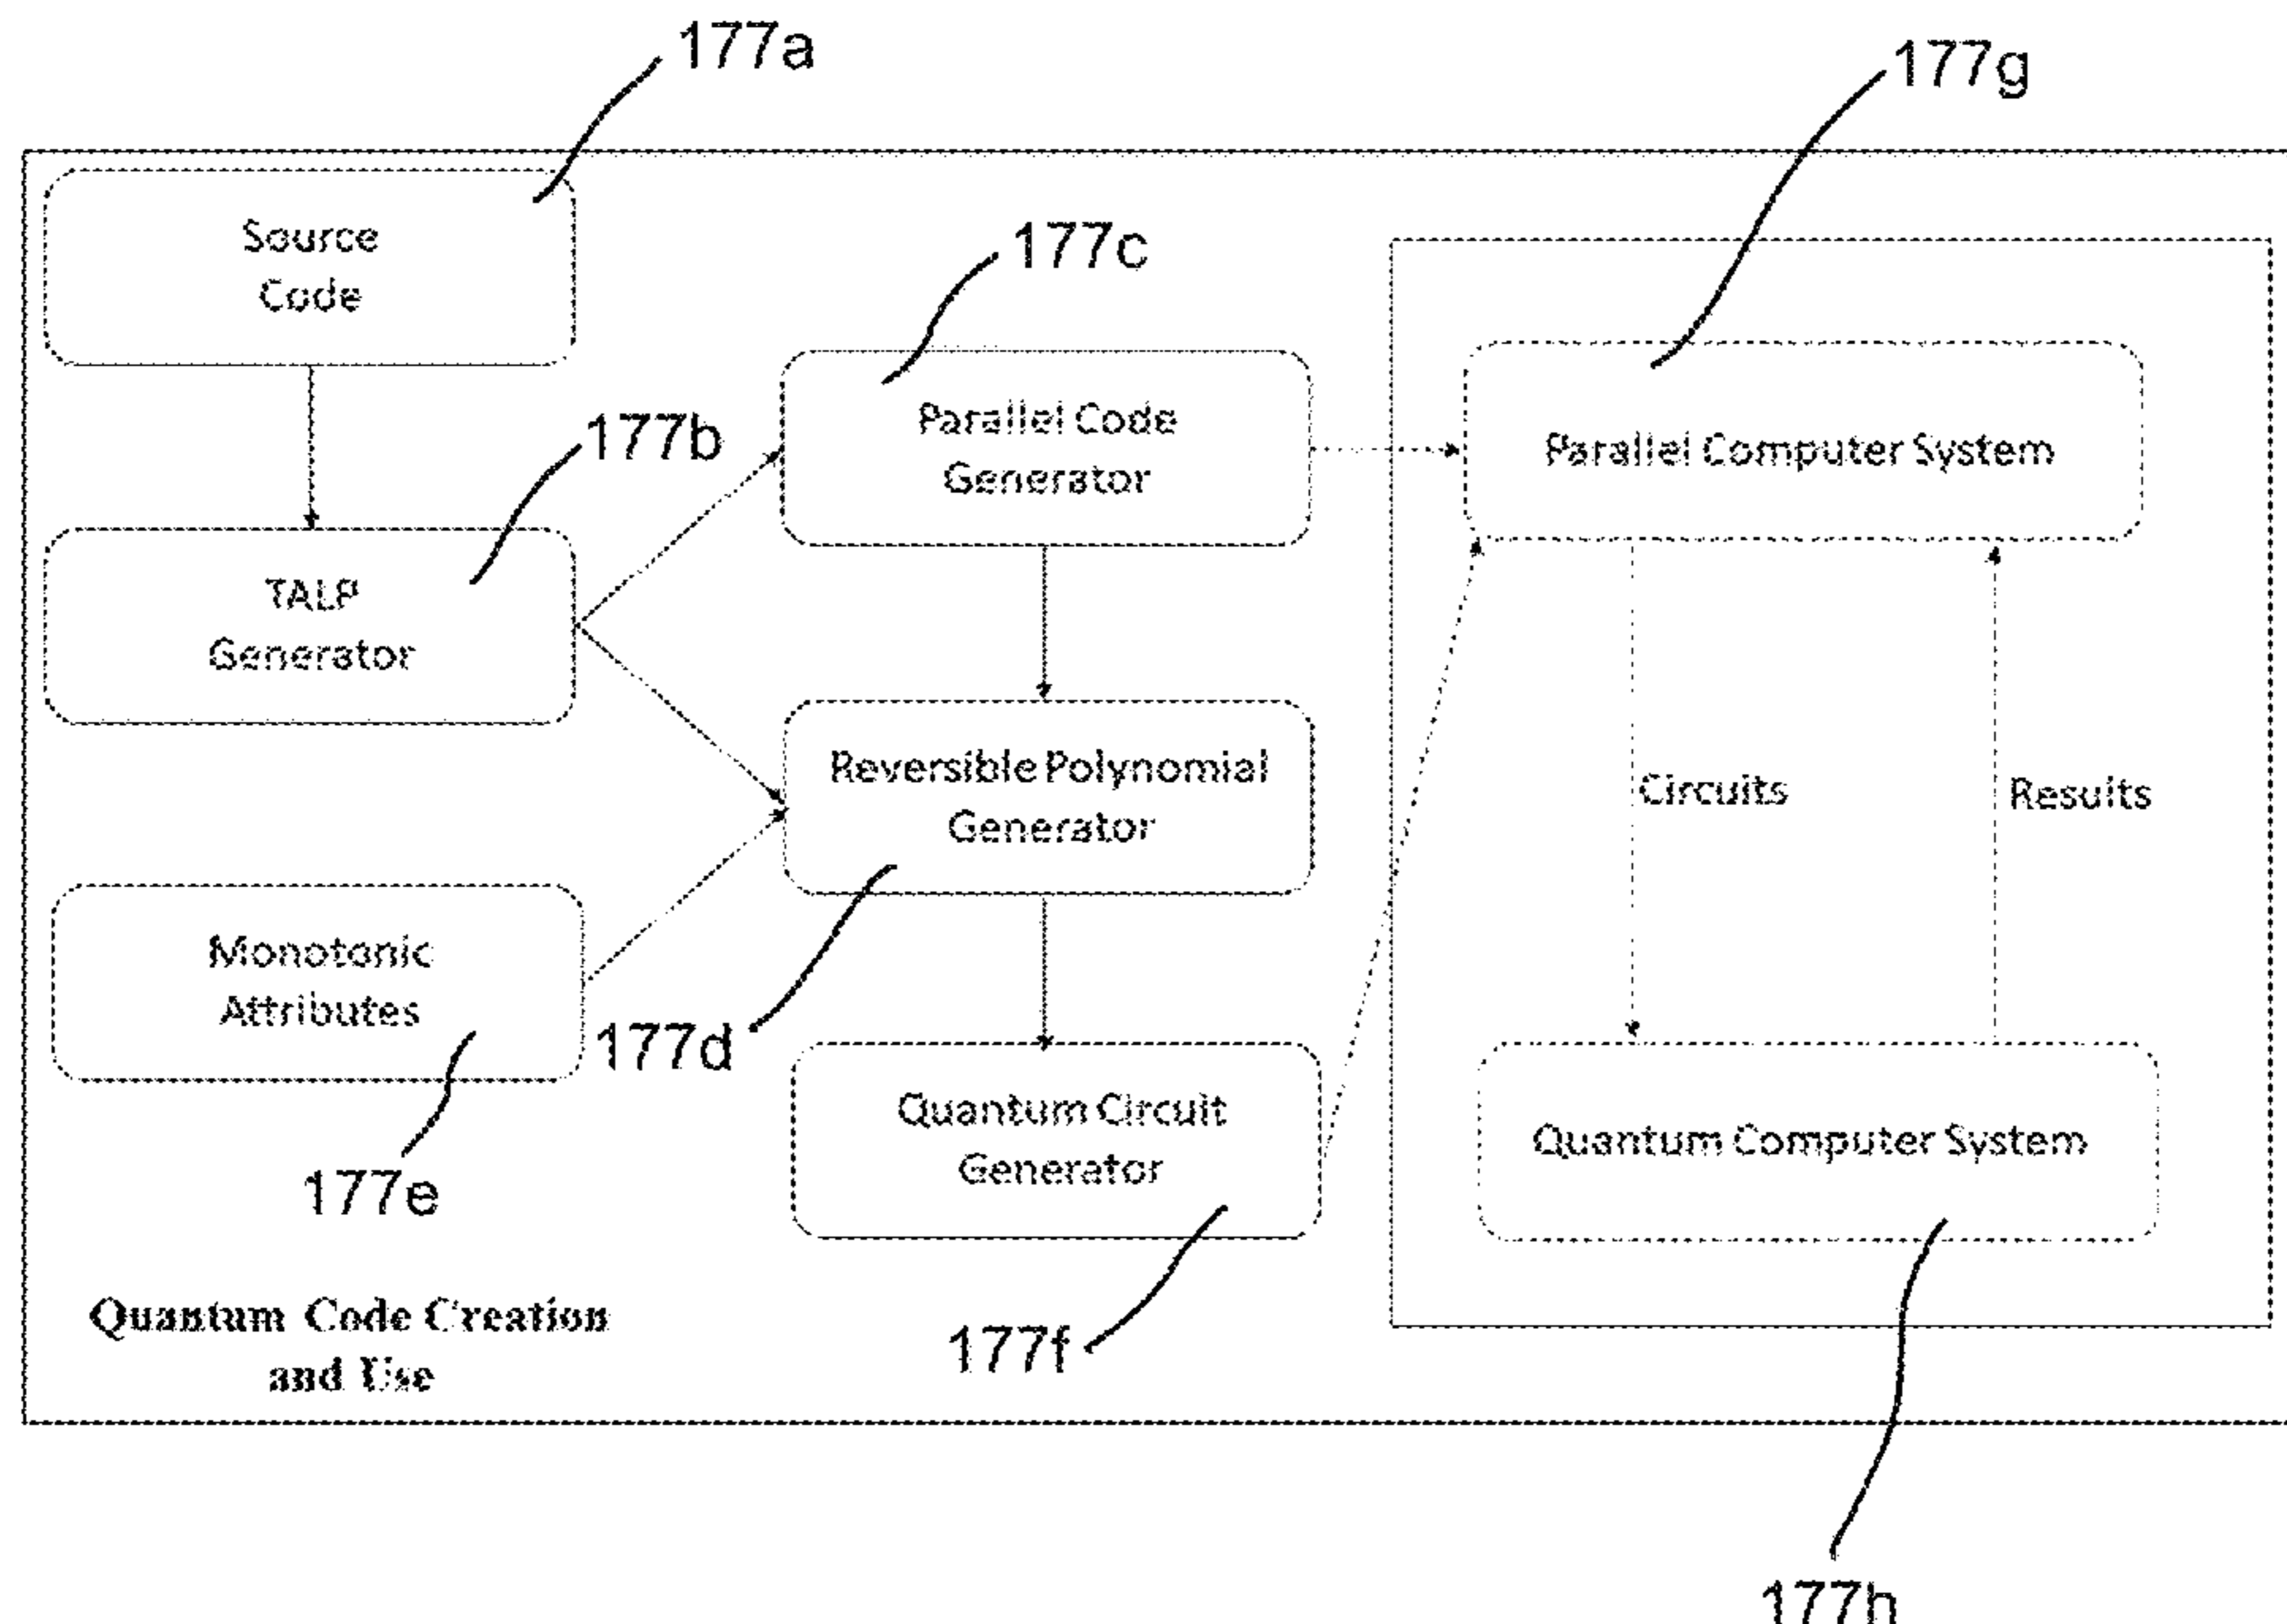 177a
177g
Source
Code
177c
177b
Parallel Code
Generator
Parallel Computer System
TALP
Generator
Reversible Polynomial
Generator
Circuits
Results
Monotonic
Attributes
177d
Quantum Circuit
Generator
Quantum Computer System
177e
Quantum Code Creation
and Use
177f
177h